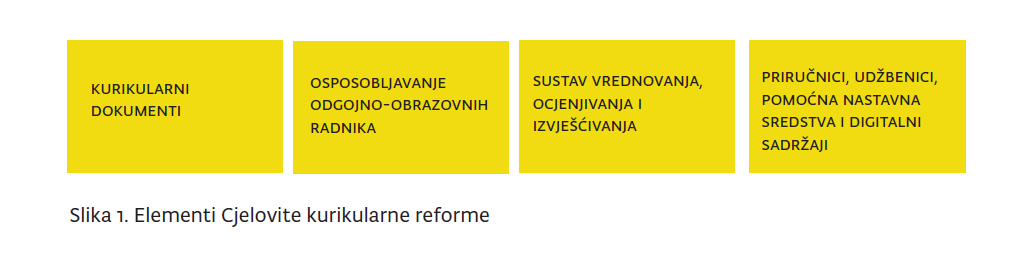 KURIKULARNI
DOKUMENTI
OSPOSOBLJAVANJE
ODGOJNO-OBRAZOVNIH
RADNIKA
SUSTAV VREDNOVANJA,
OCJENJIVANJA I
IZVJEŠĆIVANJA
PRIRUČNICI, UDŽBENICI,
POMOĆNA NASTAVNA
SREDSTVA I DIGITALNI
SADRŽAJI
Slika 1. Elementi Cjelovite kurikularne reforme